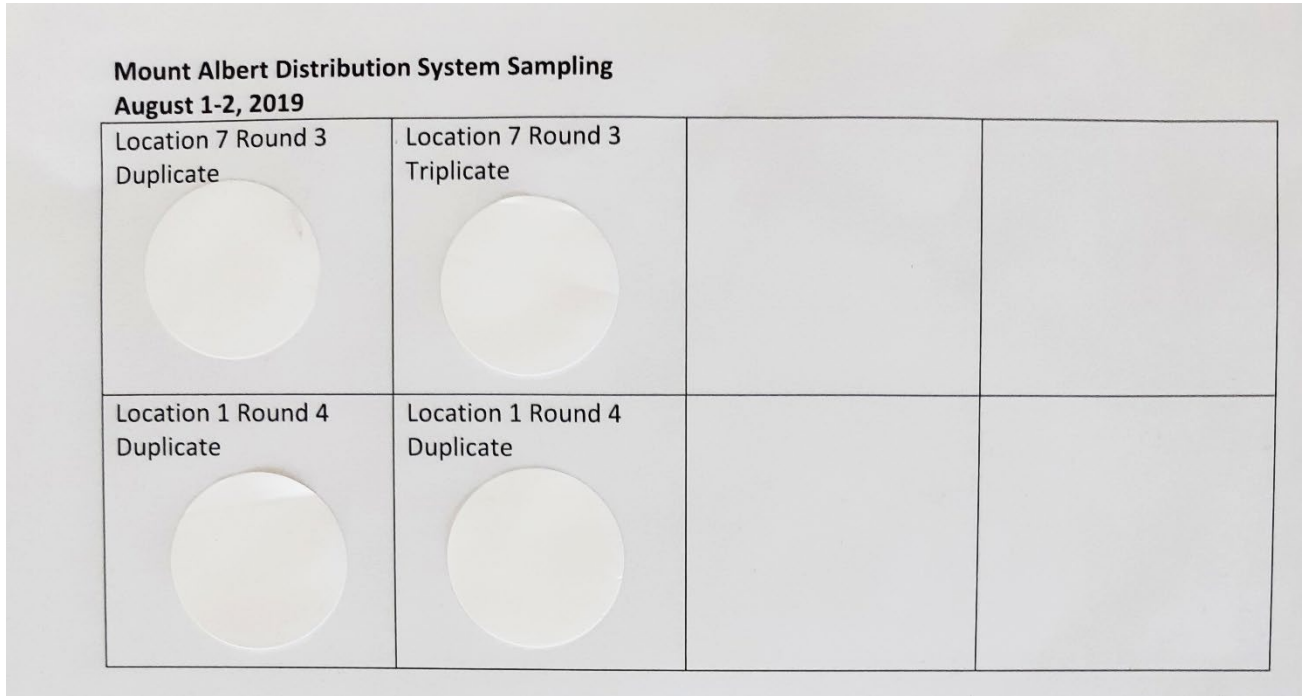 Mount Albert Distribution System Sampling
August 1-2, 2019
Location 7 Round 3
Duplicate
Location 7 Round 3
Triplicate
Location 1 Round 4
Duplicate
Location 1 Round 4
Duplicate